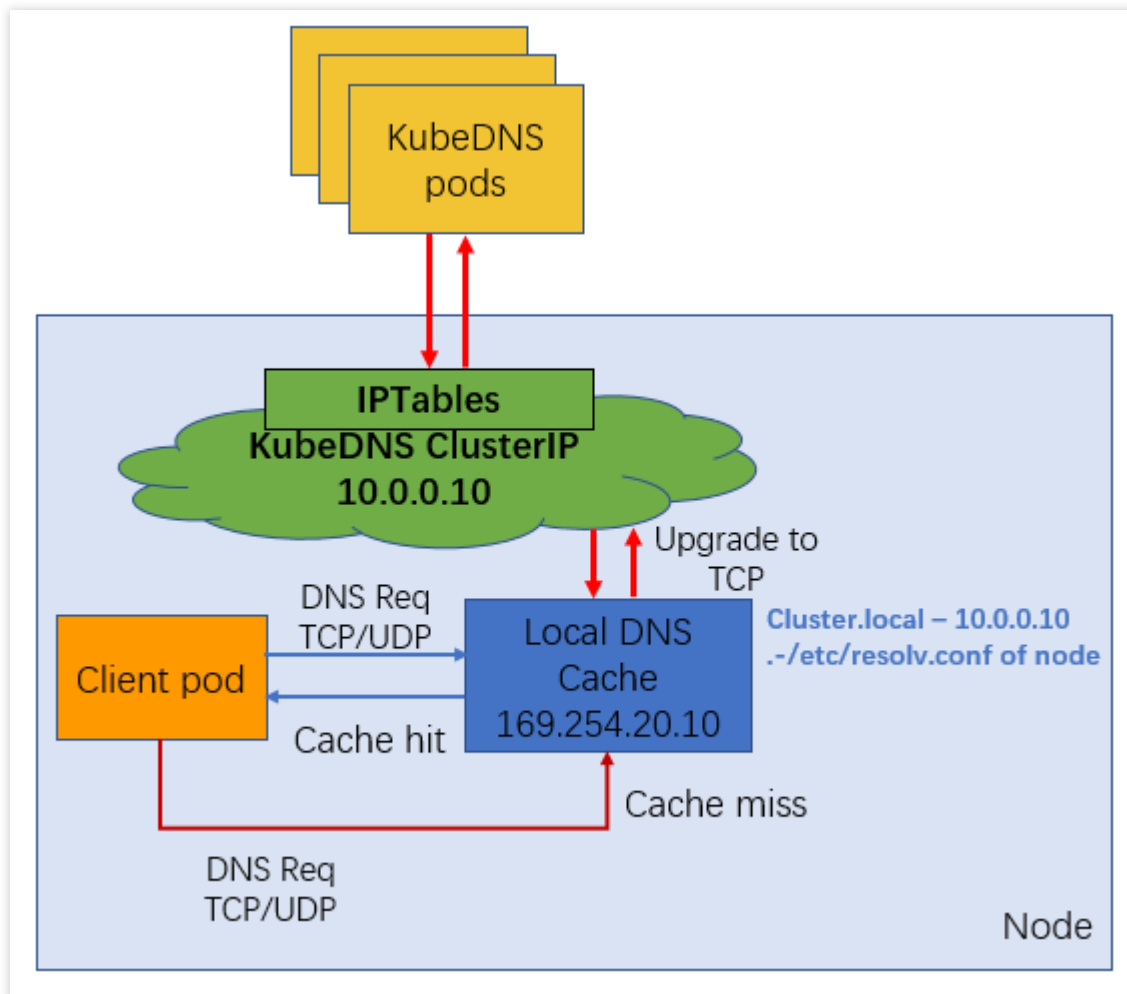 KubeDNS
pods
IPTables
KubeDNS ClusterIP
10.0.0.10
Upgrade to
TCP
DNS Req
TCP/UDP
Client pod
Local DNS
Cache
169.254.20.10
Cluster.local – 10.0.0.10
.-/etc/resolv.conf of node
Cache hit
Cache miss
DNS Req
TCP/UDP
Node